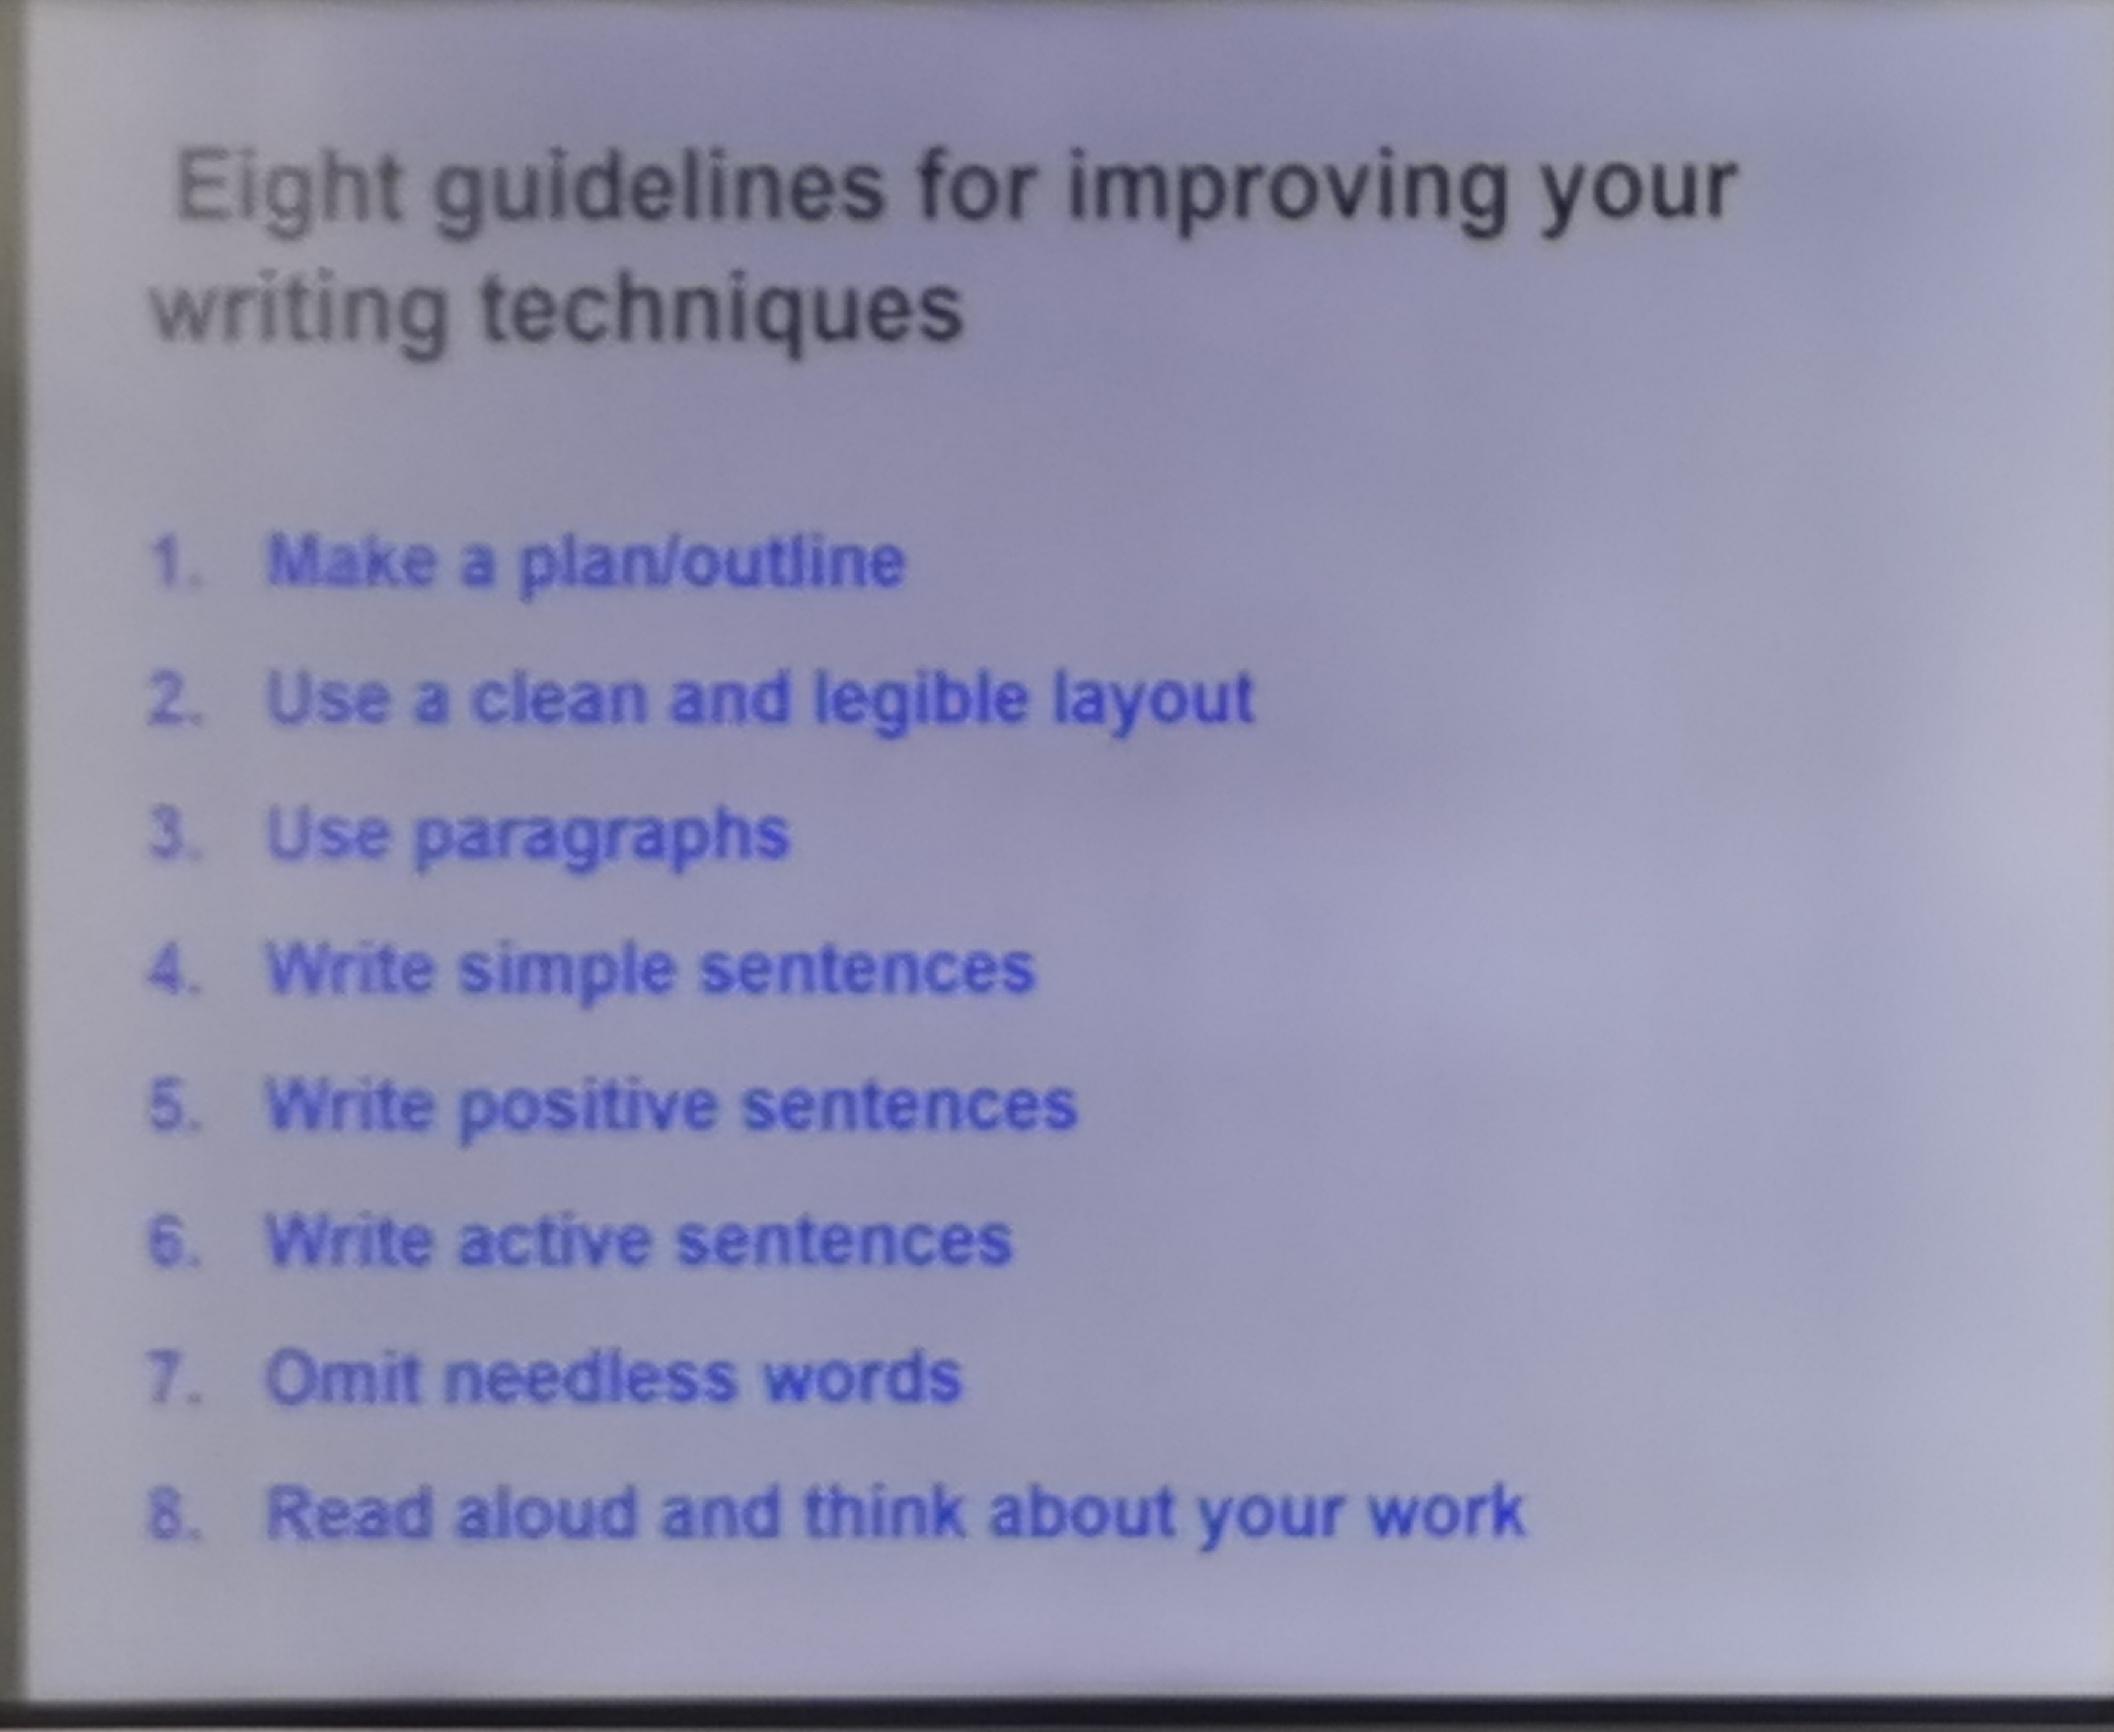 Eight guidelines for improving your
writing techniques
1. Make a plan/outline
2. Use a clean and legible layout
3. Use paragraphs
4. Write simple sentences
5. Write positive sentences
6. Write active sentences
7. Omit needless words
8. Read aloud and think about your work